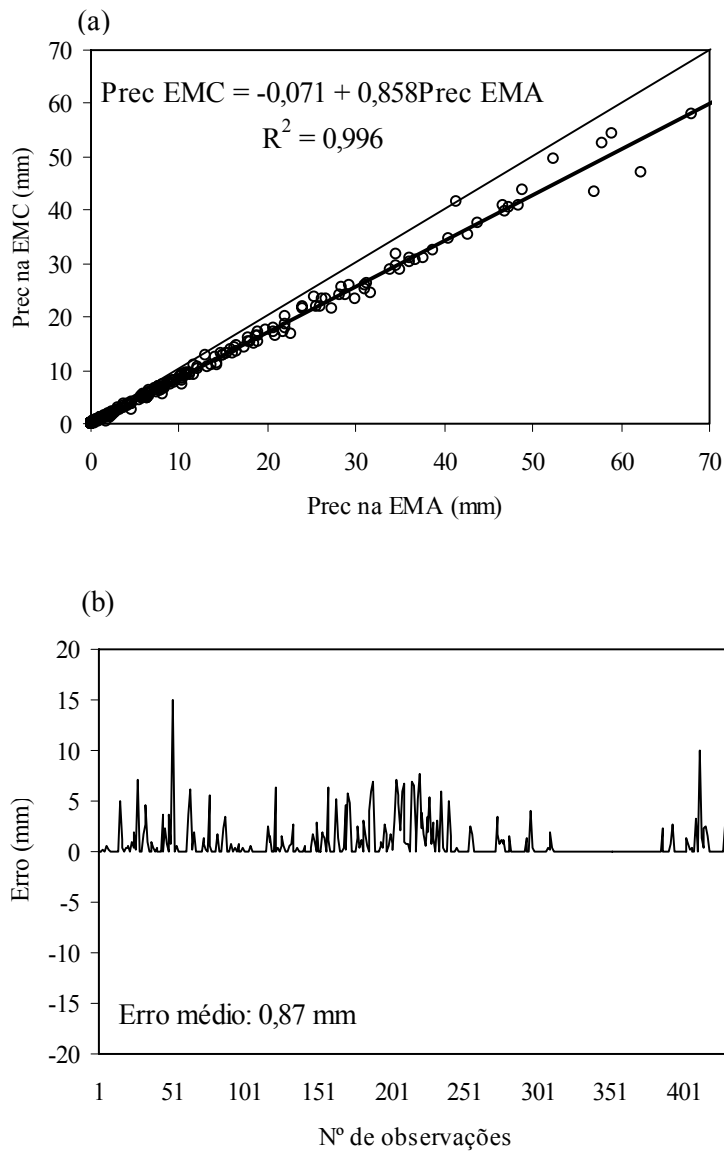 (a)
70
60
50
40
30
20
10
0
Prec EMC = -0,071 + 0,858Prec EMA
R² = 0,996
Prec na EMC (mm)
0 10 20 30 40 50 60 70
Prec na EMA (mm)
(b)
20
15
10
5
0
-5
-10
-15
-20
Erro (mm)
Erro médio: 0,87 mm
1 51 101 151 201 251 301 351 401
Nº de observações